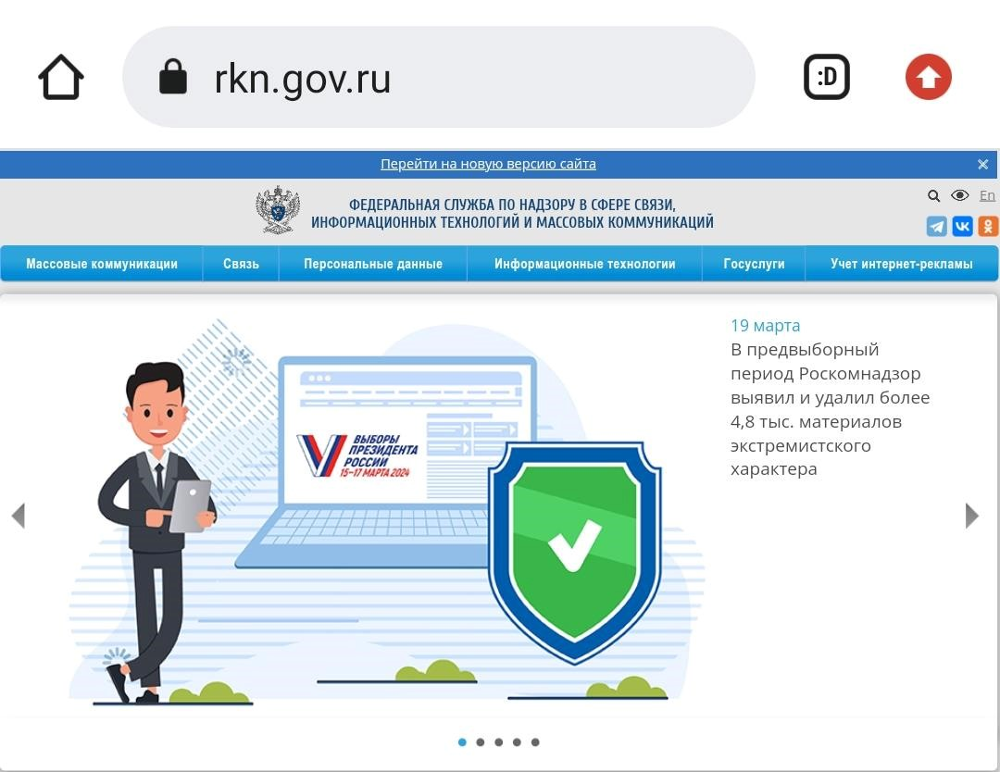 rkn.gov.ru
:D
Перейти на новую версию сайта
ФЕДЕРАЛЬНАЯ СЛУЖБА ПО НАДЗОРУ В СФЕРЕ СВЯЗИ,
ИНФОРМАЦИОННЫХ ТЕХНОЛОГИЙ И МАССОВЫХ КОММУНИКАЦИЙ
En
Массовые коммуникации
Связь
Персональные данные
Информационные технологии
Госуслуги
Учет интернет-рекламы
ВЫБОРЫ
ПРЕЗИДЕНТА
РОССИИ
15–17 МАРТА 2024
19 марта
В предвыборный
период Роскомнадзор
выявил и удалил более
4,8 тыс. материалов
экстремистского
характера